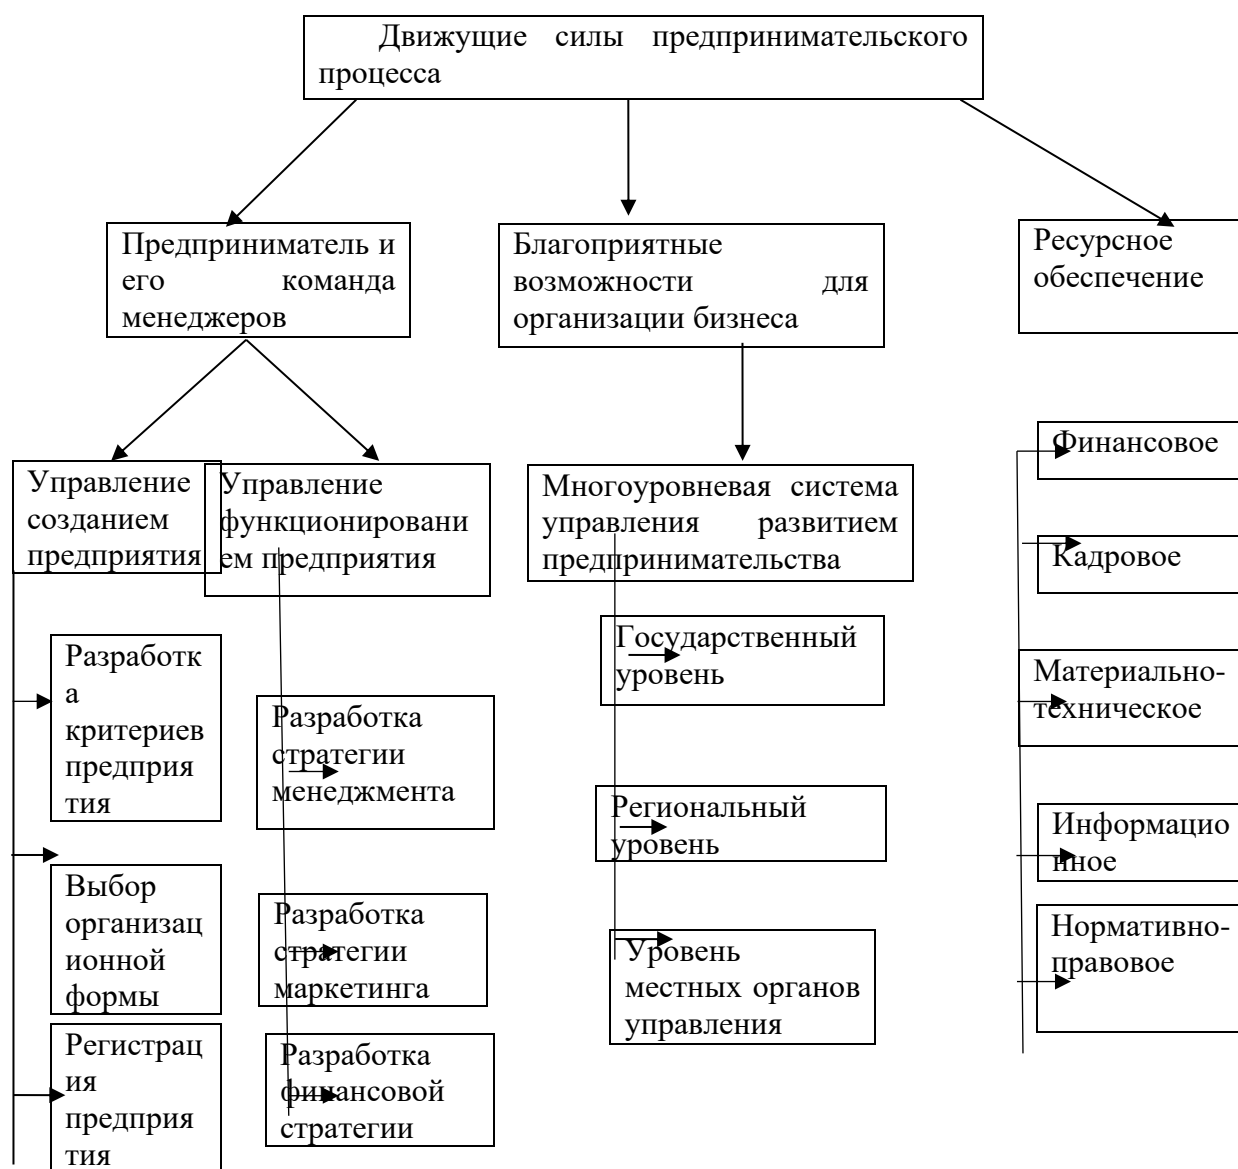 Движущие силы предпринимательского
процесса
Предприниматель и
его команда
менеджеров
Благоприятные
возможности для
организации бизнеса
Ресурсное
обеспечение
Управление
созданием
предприятия
Управление
функционировани
ем предприятия
Многоуровневая система
управления развитием
предпринимательства
Разработк
а
критериев
предприя
тия
Выбор
организац
ионной
формы
Регистрац
ия
предприя
тия
Разработка
стратегии
менеджмента
Разработка
стратегии
маркетинга
Разработка
финансовой
стратегии
Государственный
уровень
Региональный
уровень
Уровень
местных органов
управления
Финансовое
Кадровое
Материально-
техническое
Информацио
нное
Нормативно-
правовое